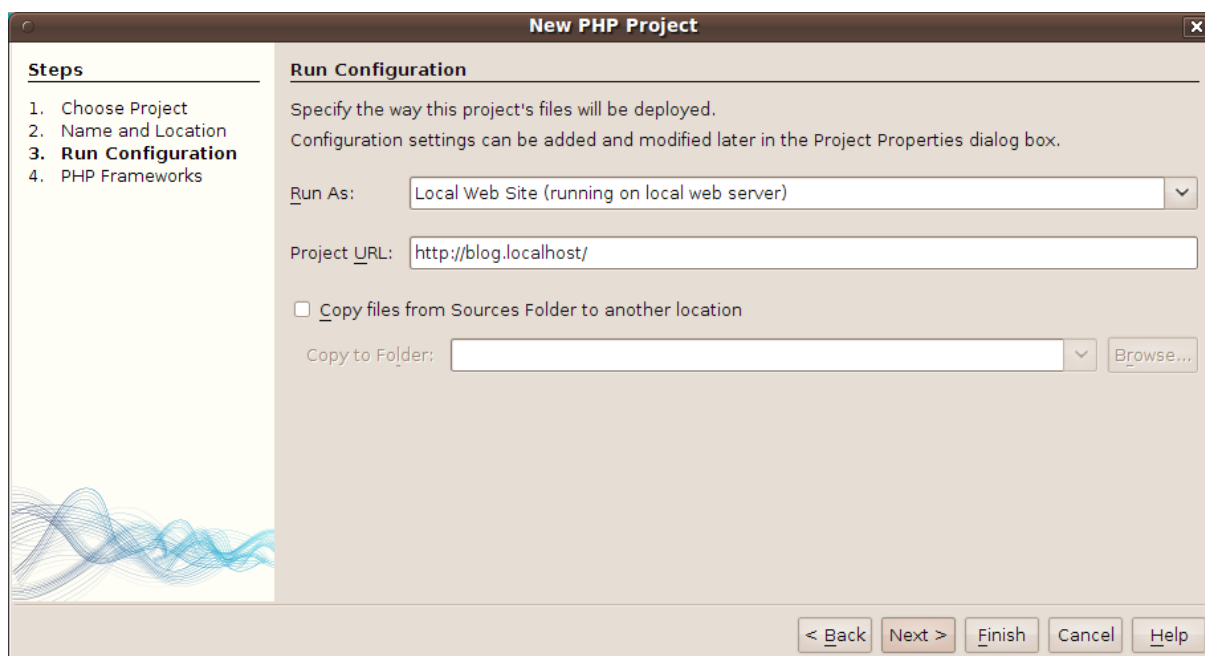 New PHP Project
Steps
1. Choose Project
2. Name and Location
3. Run Configuration
4. PHP Frameworks
Run Configuration
Specify the way this project's files will be deployed.
Configuration settings can be added and modified later in the Project Properties dialog box.
Run As: Local Web Site (running on local web server)
Project URL: http://blog.localhost/
Copy files from Sources Folder to another location
Copy to Folder: Browse...
< Back Next > Finish Cancel Help